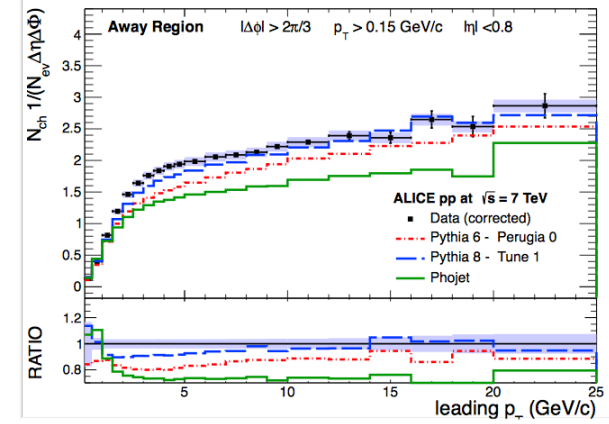 Away Region |Δϕ| > 2π/3 p_T > 0.15 GeV/c |η| <0.8
N_ch 1/(N_ev ΔηΔΦ)
4
3.5
3
2.5
2
1.5
1
0.5
0
ALICE pp at √s = 7 TeV
Data (corrected)
Pythia 6 - Perugia 0
Pythia 8 - Tune 1
Phojet
RATIO
1.2
1
0.8
5 10 15 20 25
leading p_T (GeV/c)